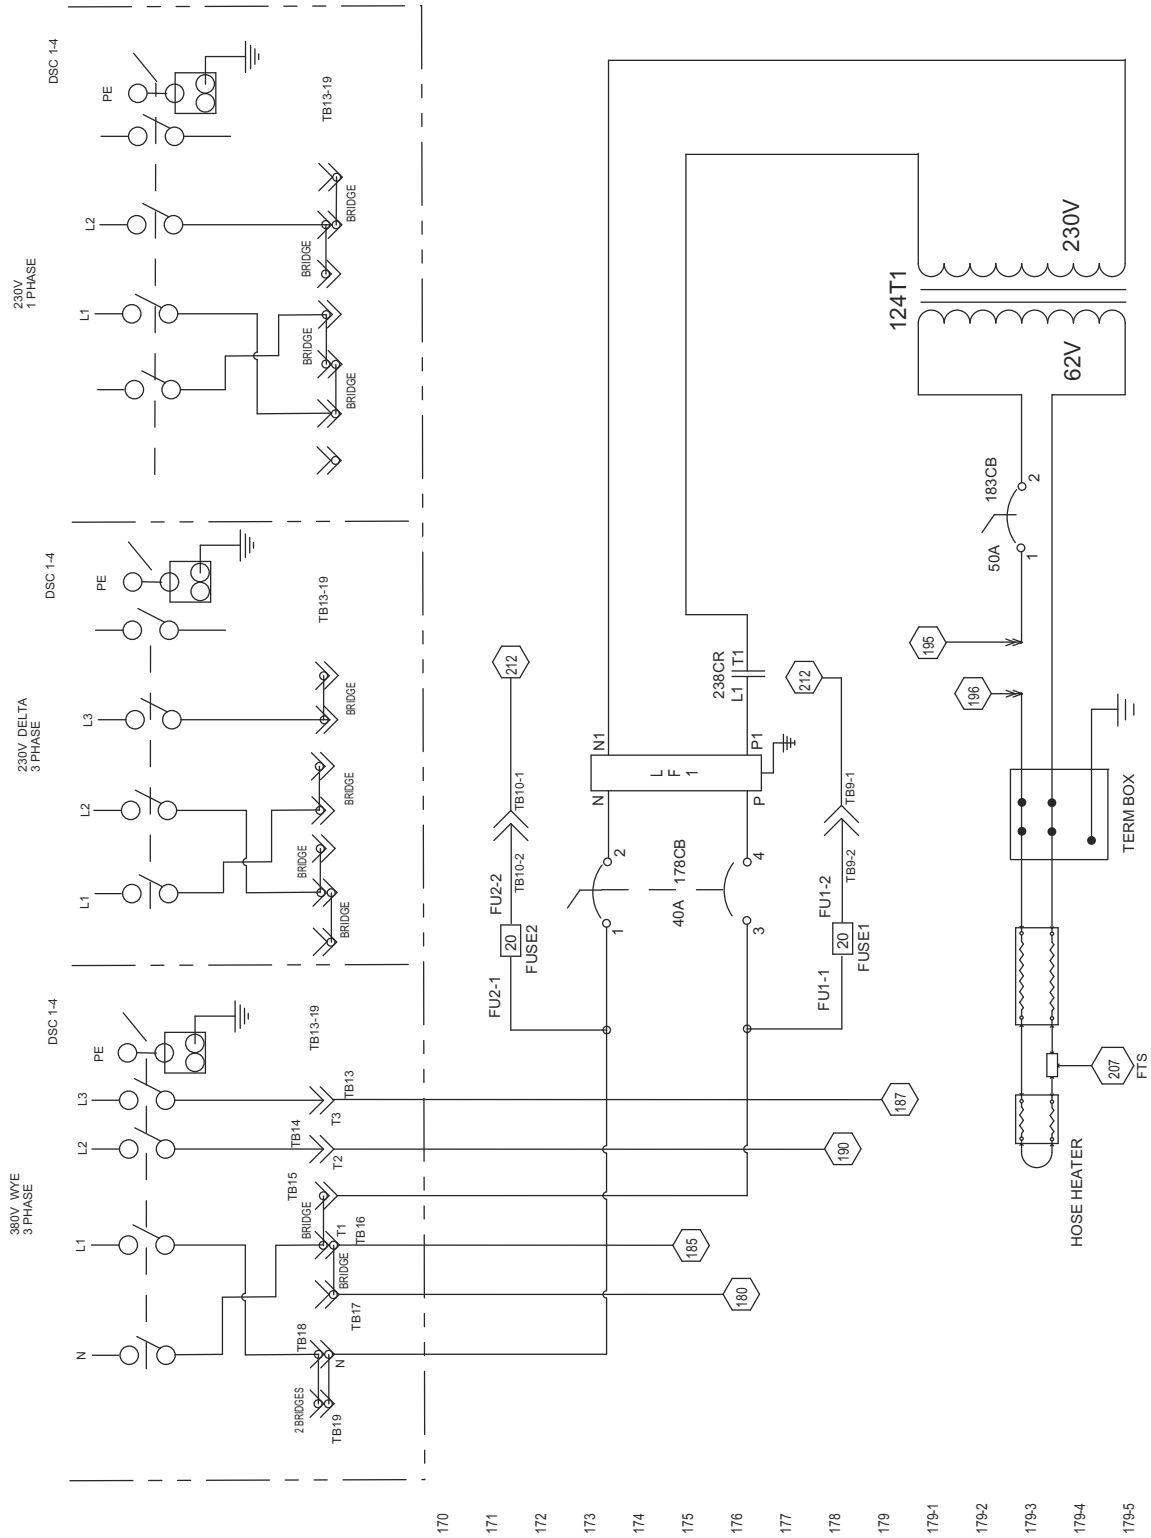 380V WYE
3 PHASE
DSC 1-4
N
L1
L2
L3
PE
2 BRIDGES
TB19
TB18
N
TB17
BRIDGE
BRIDGE
T1
TB16
TB15
TB14
T2
TB13
T3
TB13-19
230V DELTA
3 PHASE
DSC 1-4
L1
L2
L3
PE
BRIDGE
BRIDGE
BRIDGE
BRIDGE
TB13-19
230V
1 PHASE
DSC 1-4
L1
L2
PE
BRIDGE
BRIDGE
BRIDGE
BRIDGE
TB13-19
170
171
172
173
174
175
176
177
178
179
179-1
179-2
179-3
179-4
179-5
180
185
190
187
FU2-1
20
FUSE2
FU2-2
TB10-2
TB10-1
212
1
2
40A
178CB
3
4
N
N1
L
F
1
P
P1
238CR
L1
T1
FU1-1
20
FUSE1
FU1-2
TB9-2
TB9-1
212
124T1
62V
230V
50A
183CB
1
2
195
196
TERM BOX
HOSE HEATER
207
FTS